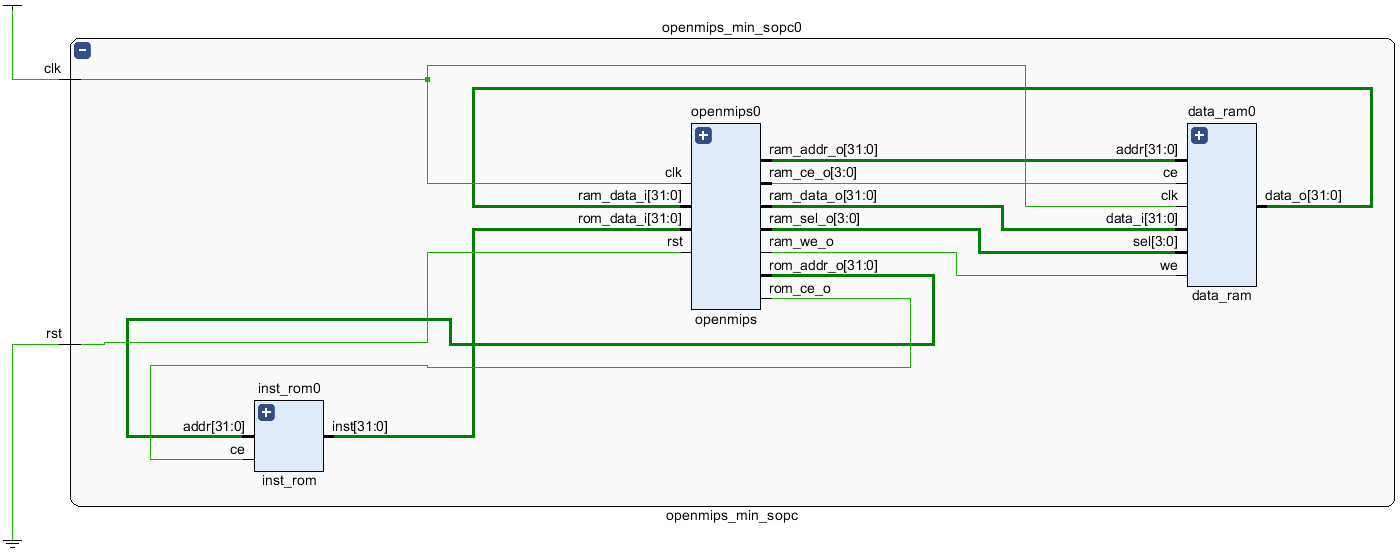 openmips_min_sopc0
clk
openmips0
data_ram0
ram_addr_o[31:0]
addr[31:0]
clk
ram_ce_o[3:0]
ce
ram_data_i[31:0]
ram_data_o[31:0]
clk
data_o[31:0]
rom_data_i[31:0]
ram_sel_o[3:0]
data_i[31:0]
rst
ram_we_o
sel[3:0]
rom_addr_o[31:0]
we
rom_ce_o
data_ram
openmips
rst
inst_rom0
addr[31:0]
inst[31:0]
ce
inst_rom
openmips_min_sopc